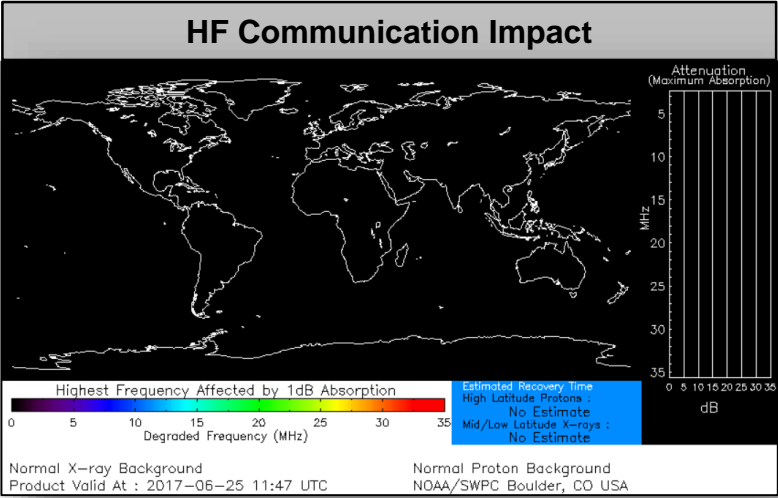 HF Communication Impact
Attenuation
(Maximum Absorption)
5
10
15
MHz
20
25
30
35
0 5 10 15 20 25 30 35
dB
Highest Frequency Affected by 1dB Absorption
0 5 10 15 20 25 30 35
Degraded Frequency (MHz)
Estimated Recovery Time
High Latitude Protons :
No Estimate
Mid/Low Latitude X-rays :
No Estimate
Normal X-ray Background
Normal Proton Background
Product Valid At : 2017-06-25 11:47 UTC
NOAA/SWPC Boulder, CO USA